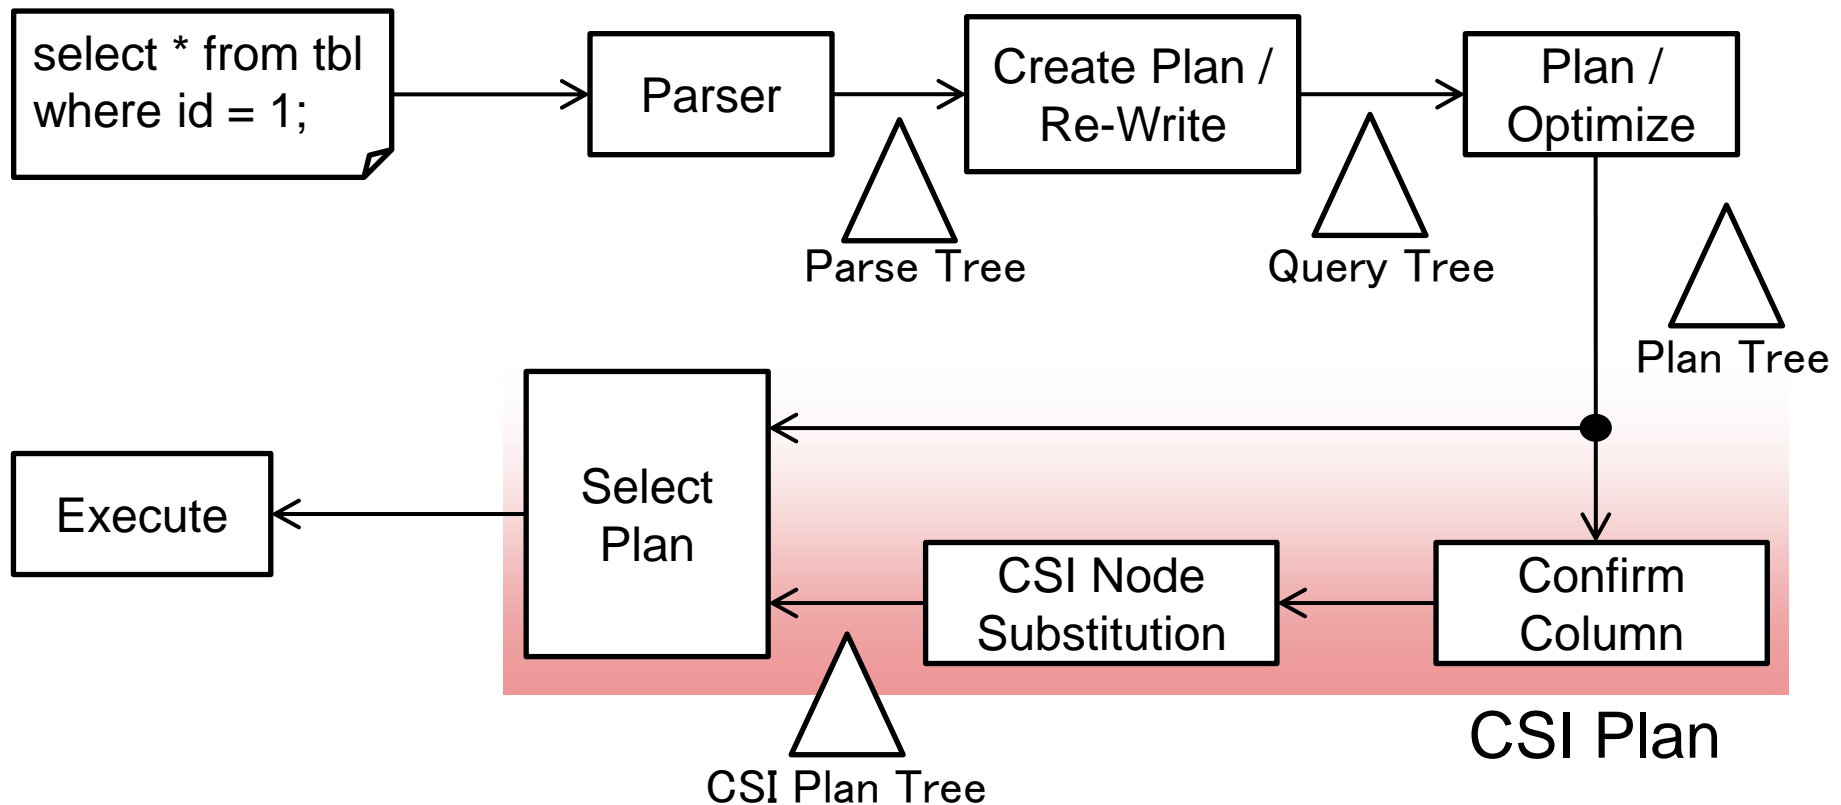 select * from tbl
where id = 1;
Parser
Create Plan /
Re-Write
Plan /
Optimize
Parse Tree
Query Tree
Plan Tree
Execute
Select
Plan
CSI Node
Substitution
Confirm
Column
CSI Plan
CSI Plan Tree